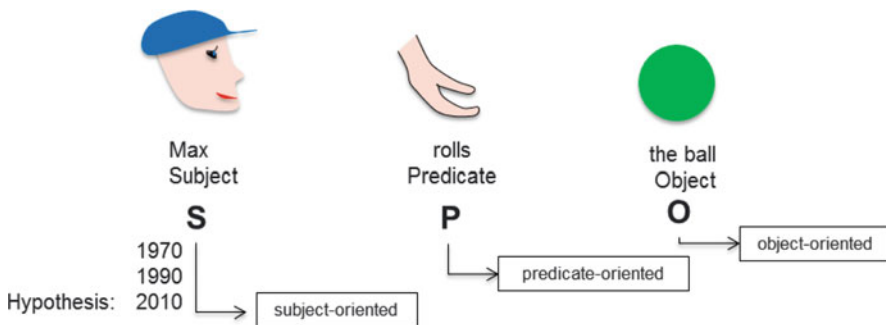 Max
Subject
S
rolls
Predicate
P
the ball
Object
O
1970
1990
Hypothesis: 2010
subject-oriented
predicate-oriented
object-oriented